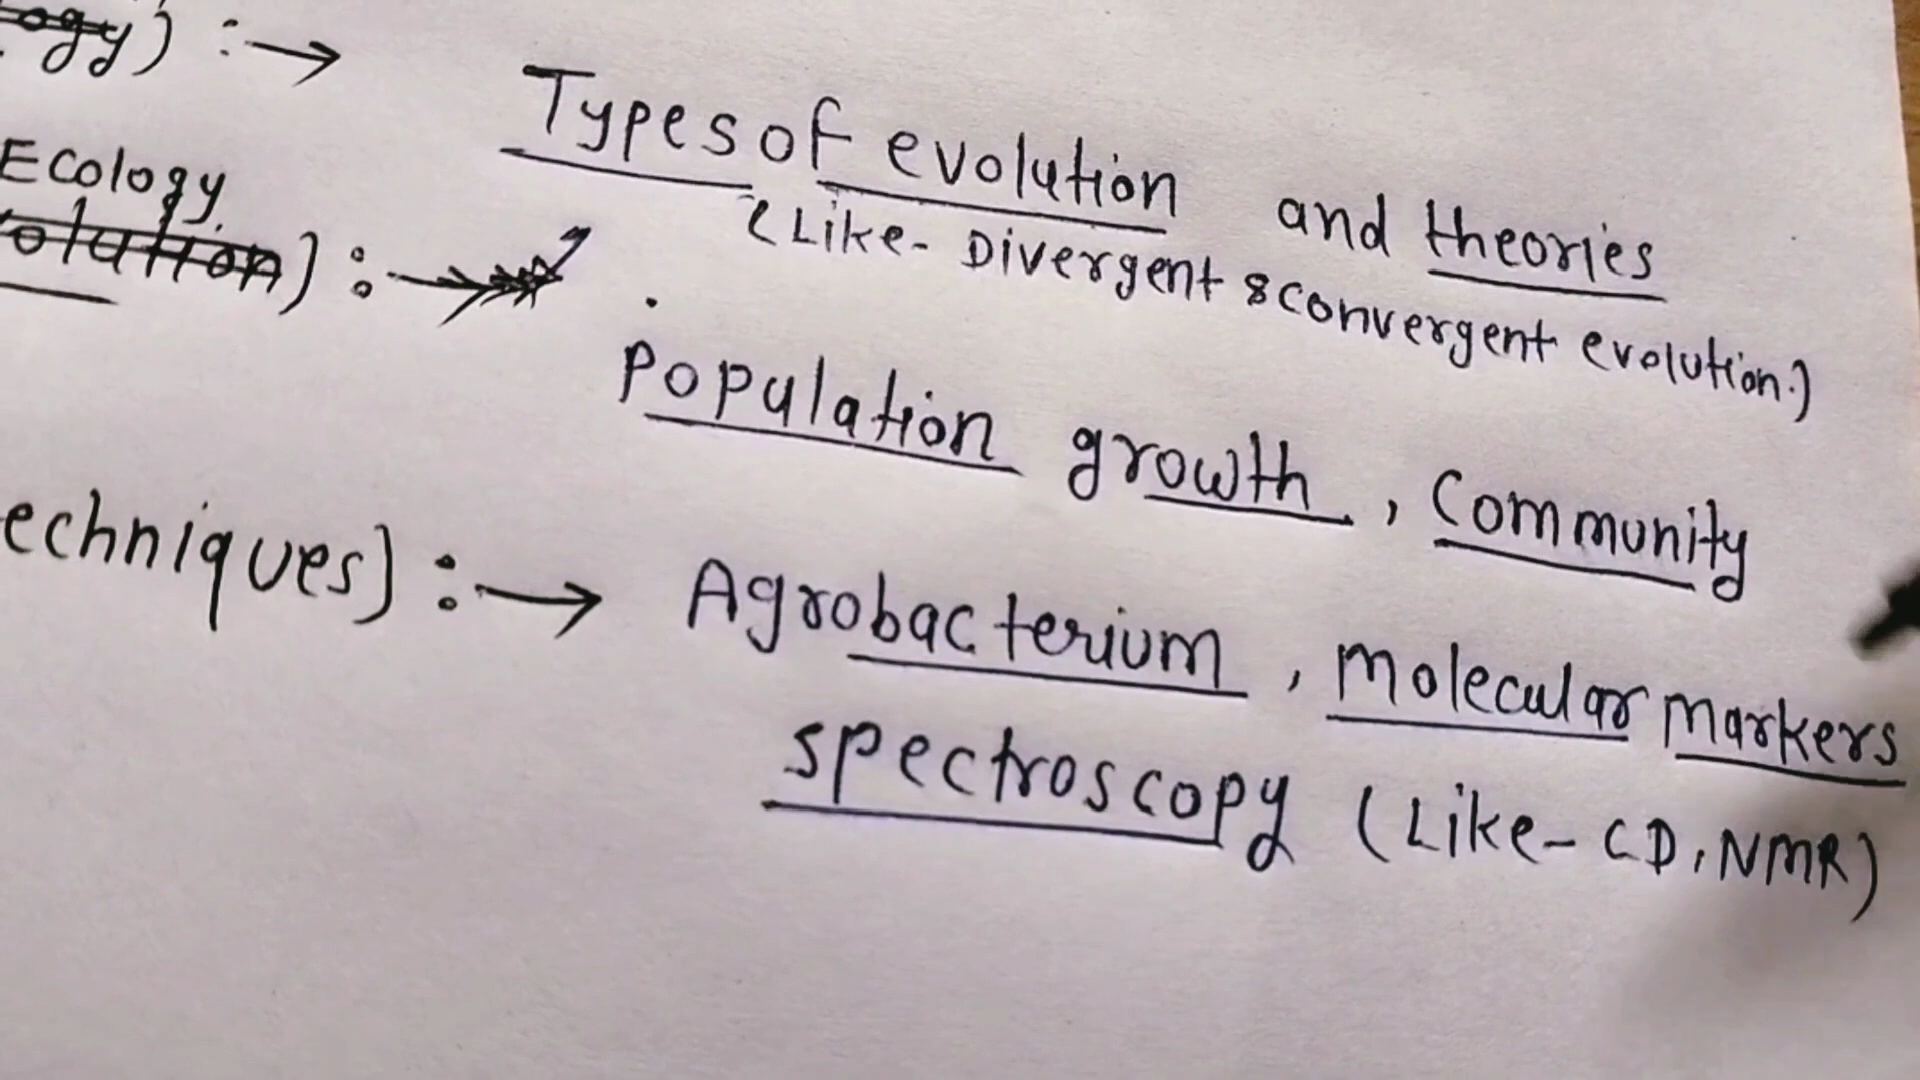 ogy) :→
Types of evolution and theories
(Like- Divergent & convergent evolution.)
Ecology
olution) :→
Population growth, Community
echniques) :→ Agrobacterium, Molecular Markers
spectroscopy (Like- CD, NMR)